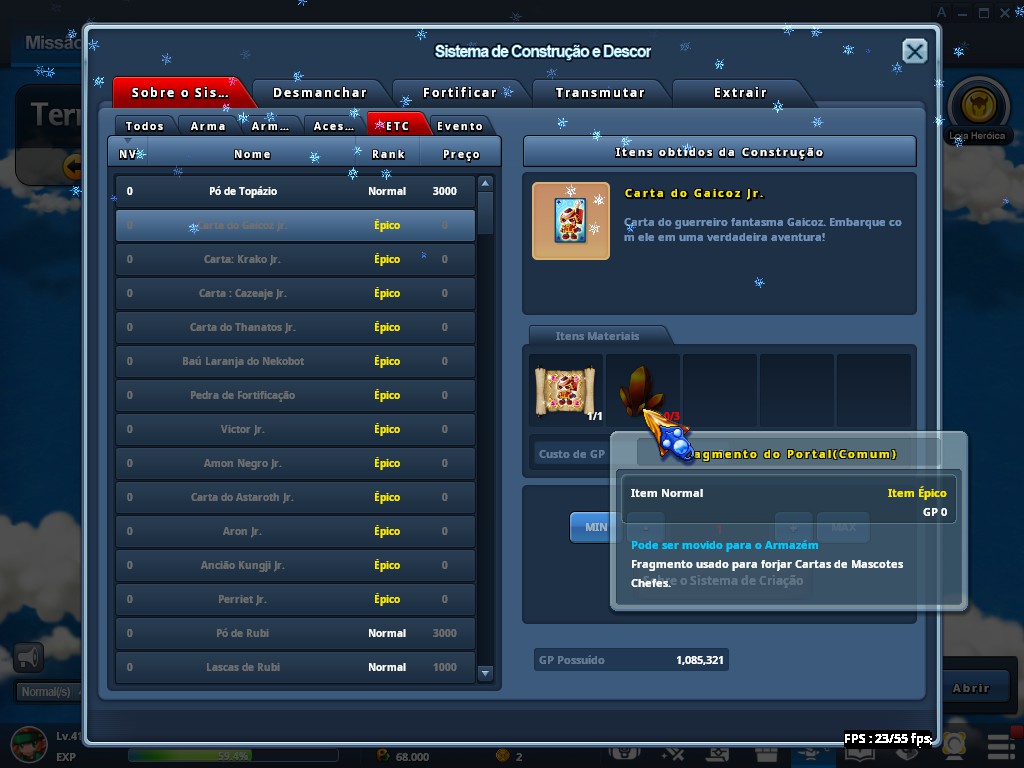 A
Missão
Sistema de Construção e Descor
Terr
Loja Heróica
Sobre o Sis...
Desmanchar
Fortificar
Transmutar
Extrair
Todos
Arma
Arm...
Aces...
ETC
Evento
NV
Nome
Rank
Preço
0 Pó de Topázio Normal 3000
0 Carta do Gaicoz Jr. Épico 0
0 Carta: Krako Jr. Épico 0
0 Carta : Cazeaje Jr. Épico 0
0 Carta do Thanatos Jr. Épico 0
0 Baú Laranja do Nekobot Épico 0
0 Pedra de Fortificação Épico 0
0 Victor Jr. Épico 0
0 Amon Negro Jr. Épico 0
0 Carta do Astaroth Jr. Épico 0
0 Aron Jr. Épico 0
0 Ancião Kungji Jr. Épico 0
0 Perriet Jr. Épico 0
0 Pó de Rubi Normal 3000
0 Lascas de Rubi Normal 1000
Itens obtidos da Construção
Carta do Gaicoz Jr.
Carta do guerreiro fantasma Gaicoz. Embarque co
m ele em uma verdadeira aventura!
Itens Materiais
1/1
0/3
Custo de GP
agmento do Portal(Comum)
Item Normal
Item Épico
GP 0
MIN
-
+
MAX
Pode ser movido para o Armazém
Fragmento usado para forjar Cartas de Mascotes
Chefes.
Sobre o Sistema de Criação
GP Possuído
1,085,321
Normal(/s)
Abrir
Lv.41
EXP
59.4%
68.000
2
FPS : 23/55 fps